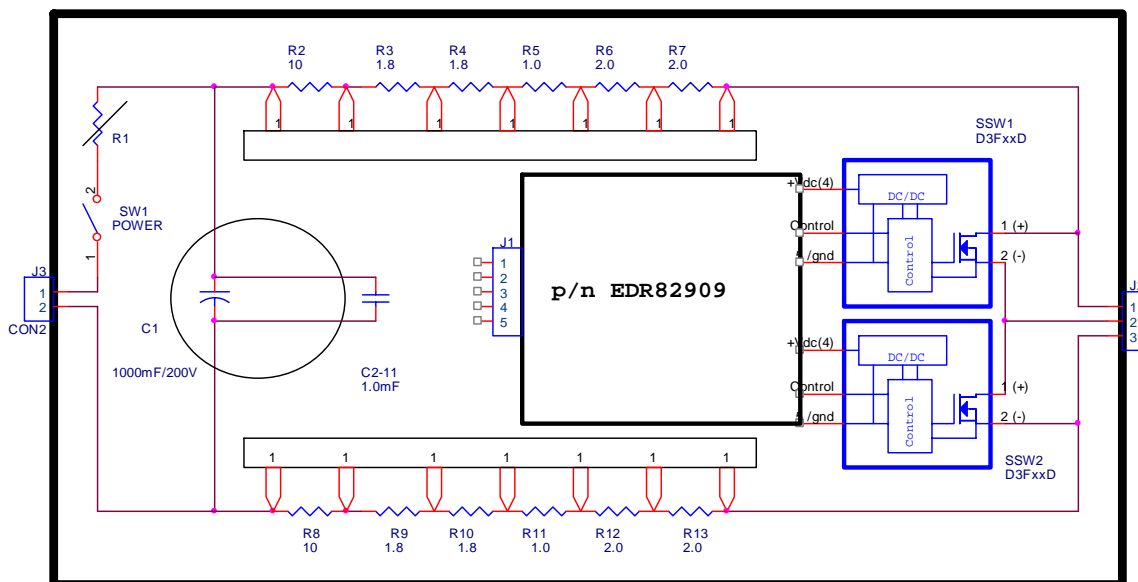 R2 R3 R4 R5 R6 R7
10 1.8 1.8 1.0 2.0 2.0
1 1 1 1 1 1 1
R1
SSW1
D3FxxD
+Vdc(4)
DC/DC
Control
Control
/gnd
1 (+)
2 (-)
2
SW1
POWER
1
J3
1
2
CON2
J1
1
2
3
4
5
p/n EDR82909
1
2
3
C1
1000mF/200V
C2-11
1.0mF
+Vdc(4)
DC/DC
Control
Control
/gnd
1 (+)
2 (-)
SSW2
D3FxxD
1 1 1 1 1 1 1
R8 R9 R10 R11 R12 R13
10 1.8 1.8 1.0 2.0 2.0